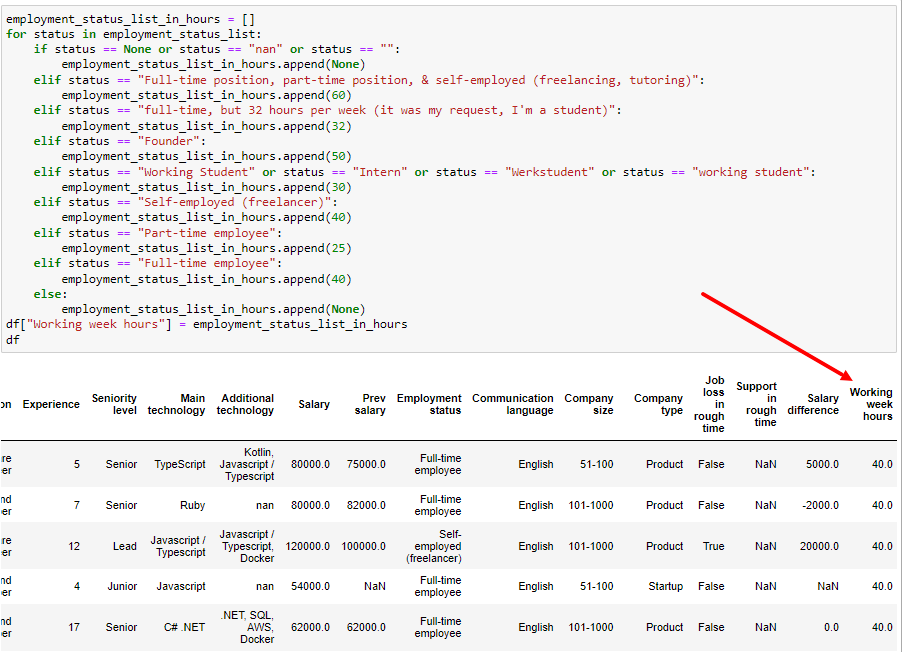 employment_status_list_in_hours = []
for status in employment_status_list:
    if status == None or status == "nan" or status == "":
        employment_status_list_in_hours.append(None)
    elif status == "Full-time position, part-time position, & self-employed (freelancing, tutoring)":
        employment_status_list_in_hours.append(60)
    elif status == "full-time, but 32 hours per week (it was my request, I'm a student)":
        employment_status_list_in_hours.append(32)
    elif status == "Founder":
        employment_status_list_in_hours.append(50)
    elif status == "Working Student" or status == "Intern" or status == "Werkstudent" or status == "working student":
        employment_status_list_in_hours.append(30)
    elif status == "Self-employed (freelancer)":
        employment_status_list_in_hours.append(40)
    elif status == "Part-time employee":
        employment_status_list_in_hours.append(25)
    elif status == "Full-time employee":
        employment_status_list_in_hours.append(40)
    else:
        employment_status_list_in_hours.append(None)
df["Working week hours"] = employment_status_list_in_hours
df
on Experience Seniority level Main technology Additional technology Salary Prev salary Employment status Communication language Company size Company type Job loss in rough time Support in rough time Salary difference Working week hours
re er 5 Senior TypeScript Kotlin, Javascript / Typescript 80000.0 75000.0 Full-time employee English 51-100 Product False NaN 5000.0 40.0
nd er 7 Senior Ruby nan 80000.0 82000.0 Full-time employee English 101-1000 Product False NaN -2000.0 40.0
re er 12 Lead Javascript / Typescript Javascript / Typescript, Docker 120000.0 100000.0 Self-employed (freelancer) English 101-1000 Product True NaN 20000.0 40.0
nd er 4 Junior Javascript nan 54000.0 NaN Full-time employee English 51-100 Startup False NaN NaN 40.0
nd er 17 Senior C# .NET .NET, SQL, AWS, Docker 62000.0 62000.0 Full-time employee English 101-1000 Product False NaN 0.0 40.0